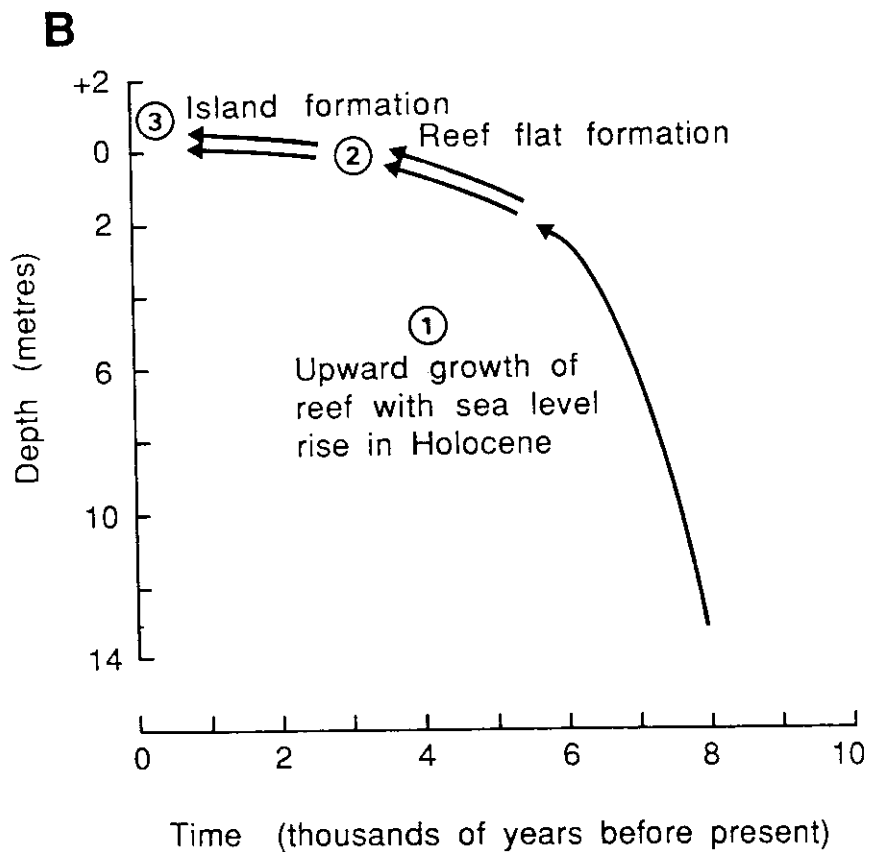 B
+2
0
2
6
10
14
Depth (metres)
3 Island formation
2 Reef flat formation
1
Upward growth of
reef with sea level
rise in Holocene
0 2 4 6 8 10
Time (thousands of years before present)